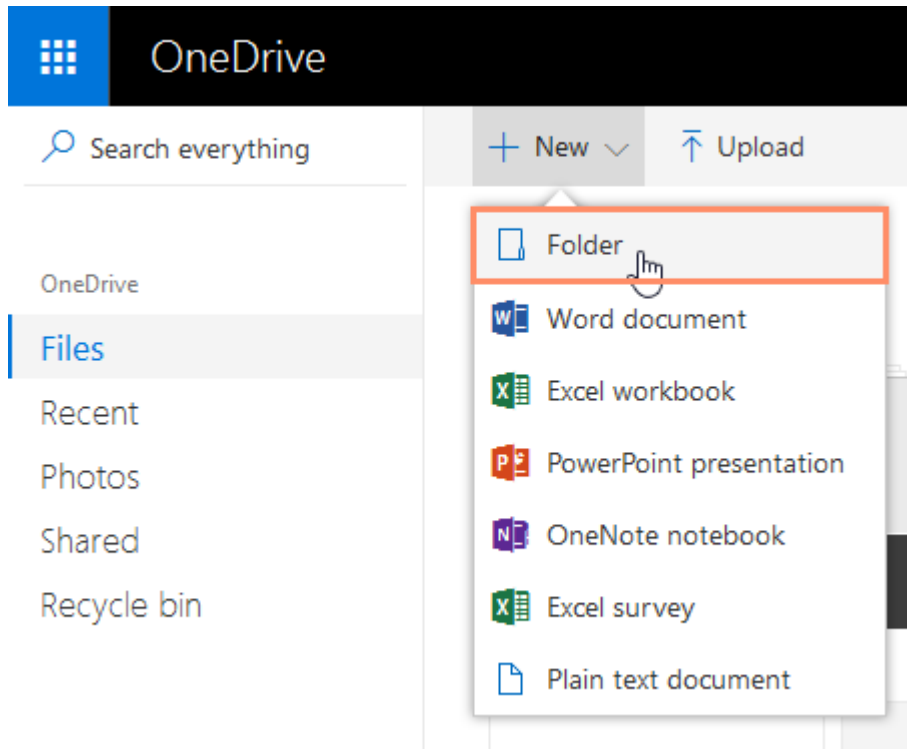 OneDrive
Search everything
New
Upload
OneDrive
Files
Recent
Photos
Shared
Recycle bin
Folder
Word document
Excel workbook
PowerPoint presentation
OneNote notebook
Excel survey
Plain text document